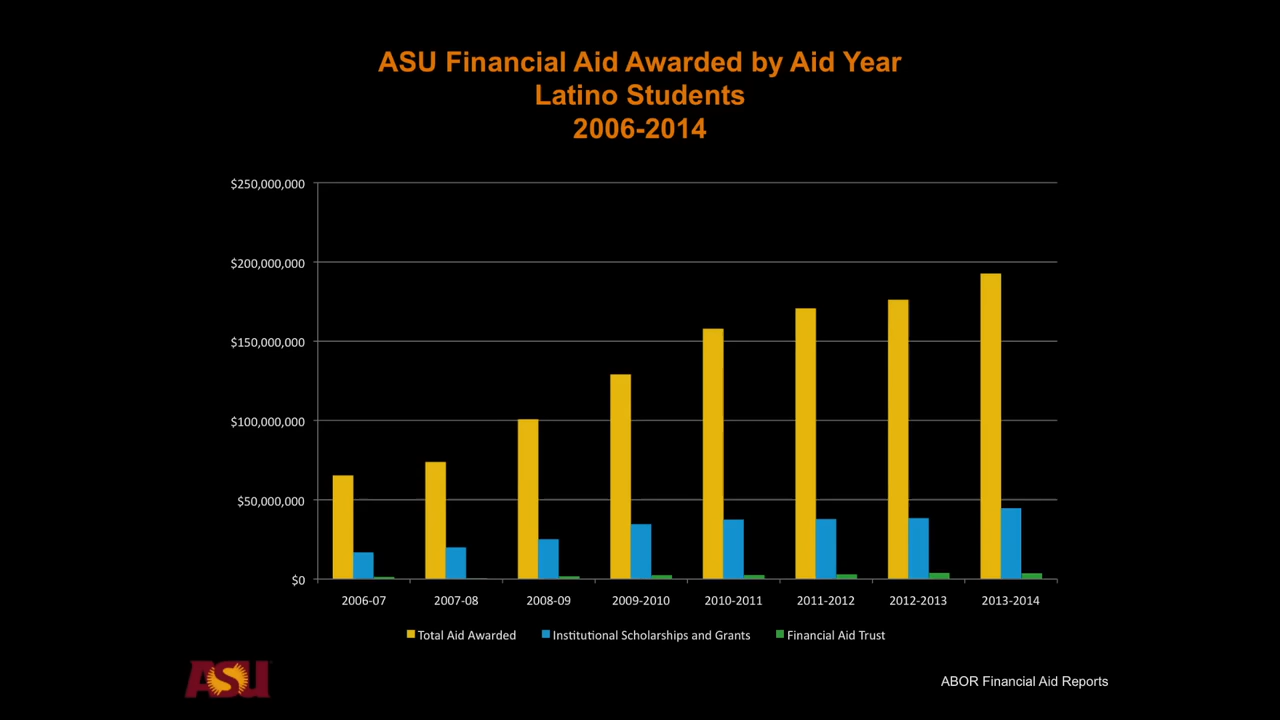 ASU Financial Aid Awarded by Aid Year
Latino Students
2006-2014
$250,000,000
$200,000,000
$150,000,000
$100,000,000
$50,000,000
$0
2006-07 2007-08 2008-09 2009-2010 2010-2011 2011-2012 2012-2013 2013-2014
Total Aid Awarded Institutional Scholarships and Grants Financial Aid Trust
ASU
ABOR Financial Aid Reports